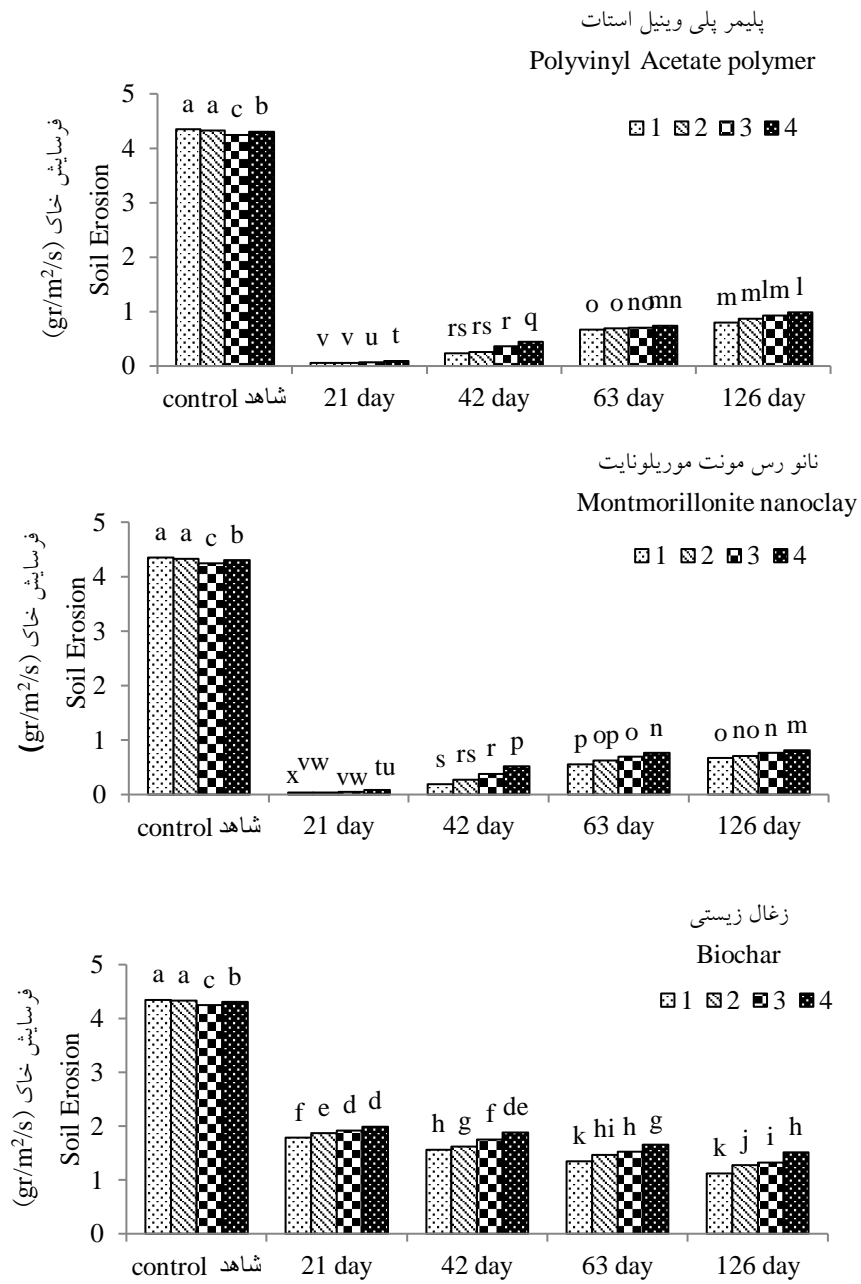 پلیمر پلی وینیل استات
Polyvinyl Acetate polymer
1 2 3 4
فرسایش خاک (gr/m²/s)
Soil Erosion
5
4
3
2
1
0
a a c b
v v u t
rs rs r q
o o no mn
m m lm l
control شاهد 21 day 42 day 63 day 126 day
نانو رس مونت موریلونایت
Montmorillonite nanoclay
1 2 3 4
فرسایش خاک (gr/m²/s)
Soil Erosion
5
4
3
2
1
0
a a c b
x vw vw tu
s rs r p
p op o n
o no n m
control شاهد 21 day 42 day 63 day 126 day
زغال زیستی
Biochar
1 2 3 4
فرسایش خاک (gr/m²/s)
Soil Erosion
5
4
3
2
1
0
a a c b
f e d d
h g f de
k hi h g
k j i h
control شاهد 21 day 42 day 63 day 126 day